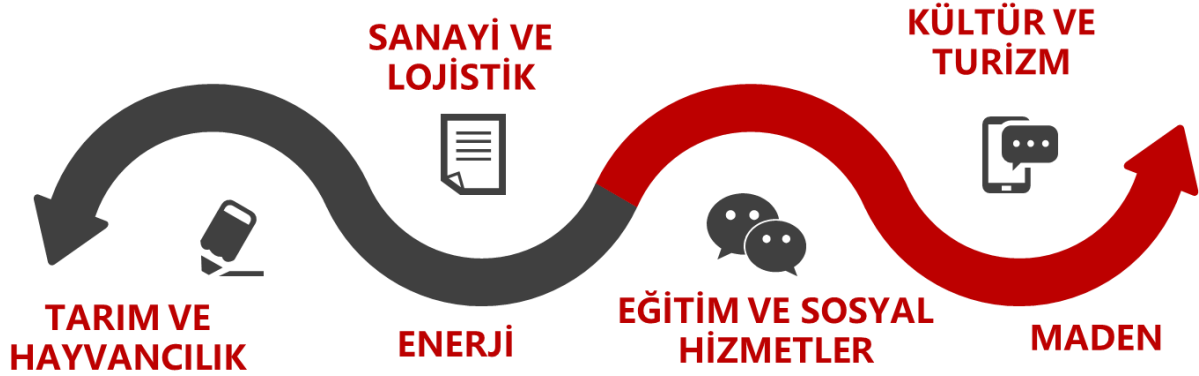 SANAYİ VE
LOJİSTİK
KÜLTÜR VE
TURİZM
TARIM VE
HAYVANCILIK
ENERJİ
EĞİTİM VE SOSYAL
HİZMETLER
MADEN